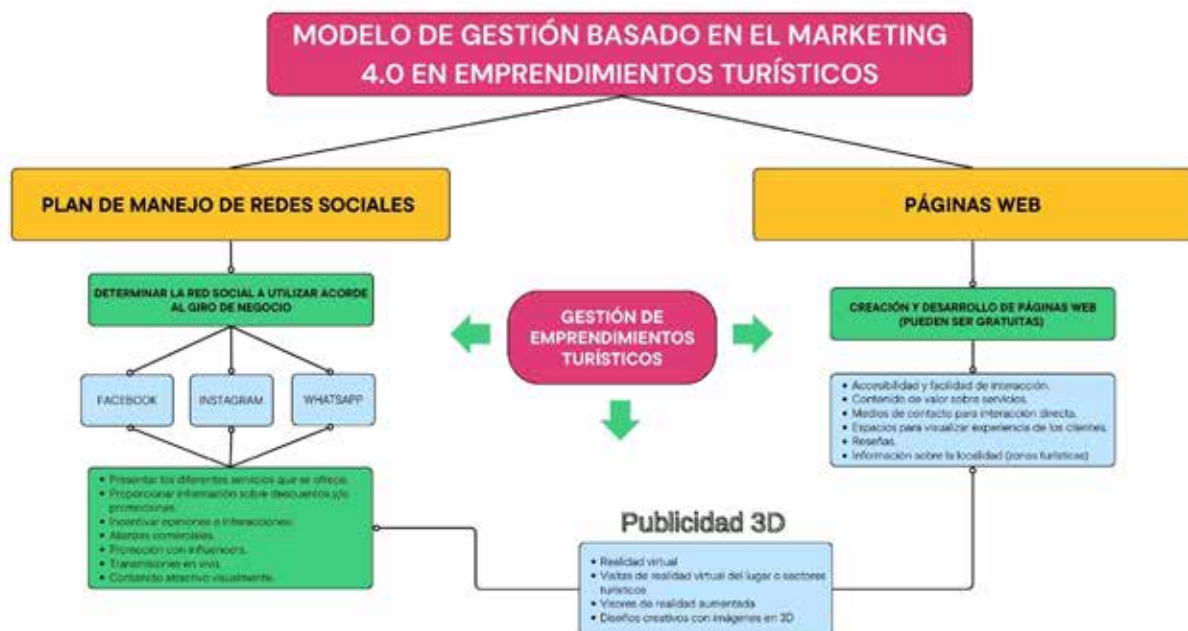 MODELO DE GESTIÓN BASADO EN EL MARKETING
4.0 EN EMPRENDIMIENTOS TURÍSTICOS
PLAN DE MANEJO DE REDES SOCIALES
PÁGINAS WEB
DETERMINAR LA RED SOCIAL A UTILIZAR ACORDE
AL GIRO DE NEGOCIO
GESTIÓN DE
EMPRENDIMIENTOS
TURÍSTICOS
CREACIÓN Y DESARROLLO DE PÁGINAS WEB
(PUEDEN SER GRATUITAS)
FACEBOOK
INSTAGRAM
WHATSAPP
• Accesibilidad y facilidad de interacción.
• Contenido de valor sobre servicios.
• Medios de contacto para interacción directa.
• Espacios para visualizar experiencia de los clientes.
• Reseñas.
• Información sobre la localidad (zonas turísticas)
• Presentar los diferentes servicios que se ofrece.
• Proporcionar información sobre descuentos y/o
promociones.
• Incentivar opiniones e interacciones.
• Alianzas comerciales.
• Promoción con influencers.
• Transmisiones en vivo.
• Contenido atractivo visualmente.
Publicidad 3D
• Realidad virtual
• Visitas de realidad virtual del lugar o sectores
turísticos
• Visores de realidad aumentada
• Diseños creativos con imágenes en 3D